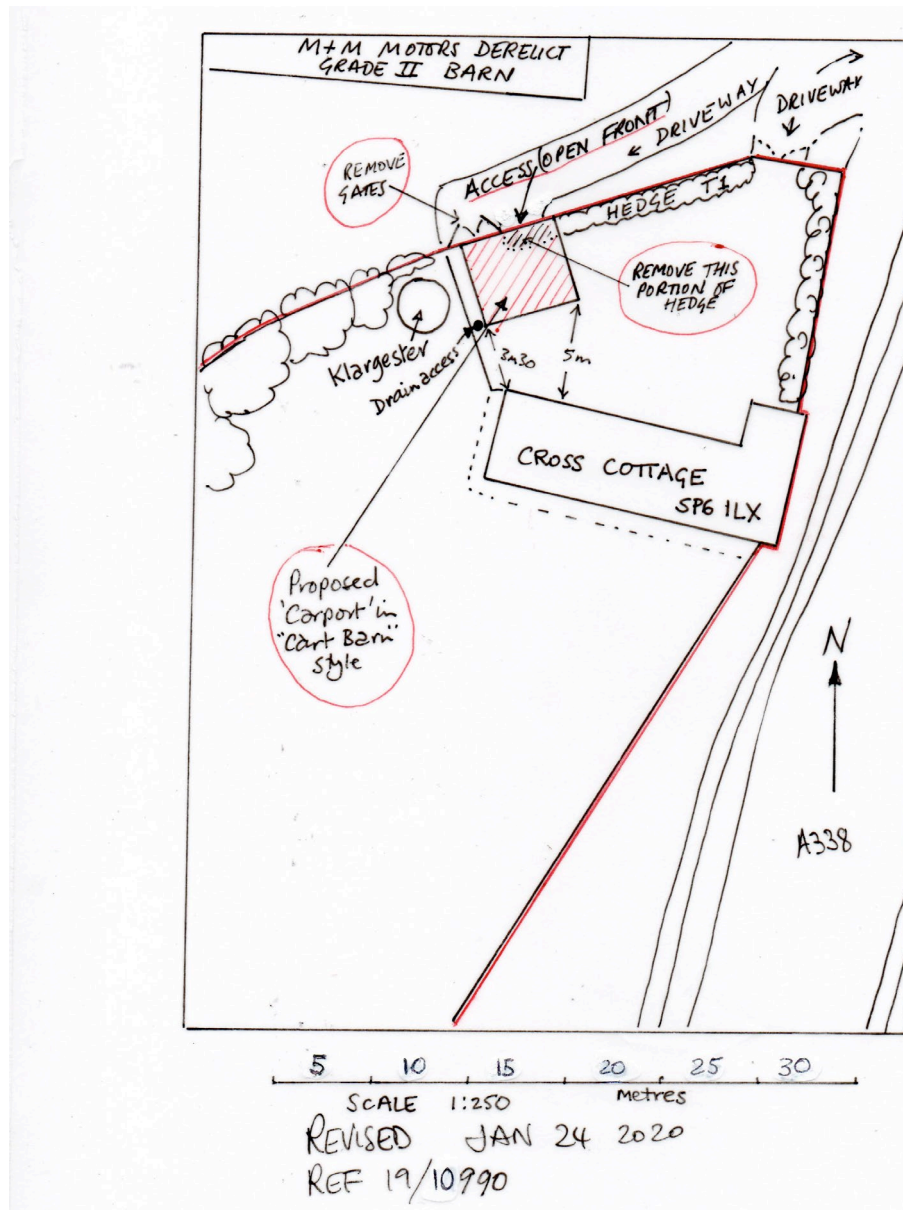 M+M MOTORS DERELICT
GRADE II BARN
DRIVEWAY
DRIVEWAY
ACCESS (OPEN FRONT)
REMOVE
GATES
HEDGE T1
REMOVE THIS
PORTION OF
HEDGE
Klargester
Drain access
3m30
5m
CROSS COTTAGE
SP6 1LX
Proposed
'Carport' in
"Cart Barn"
style
N
A338
5 10 15 20 25 30
SCALE 1:250 metres
REVISED JAN 24 2020
REF 19/10990